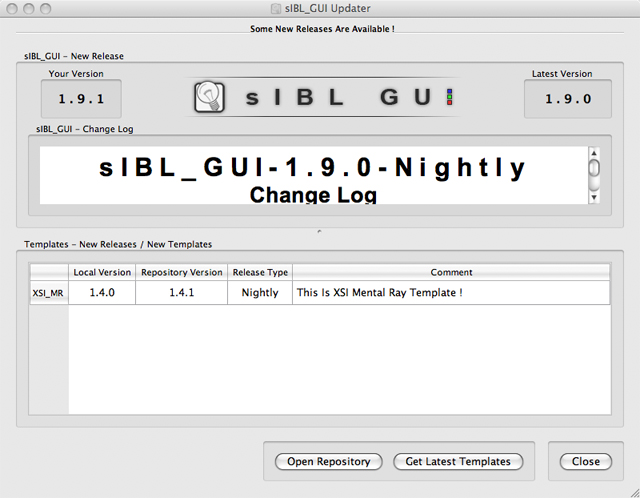 sIBL_GUI Updater
Some New Releases Are Available !
sIBL_GUI - New Release
Your Version
1.9.1
sIBL GUI
Latest Version
1.9.0
sIBL_GUI - Change Log
sIBL_GUI-1.9.0-Nightly
Change Log
Templates - New Releases / New Templates
Local Version Repository Version Release Type Comment
XSI_MR 1.4.0 1.4.1 Nightly This Is XSI Mental Ray Template !
Open Repository Get Latest Templates Close